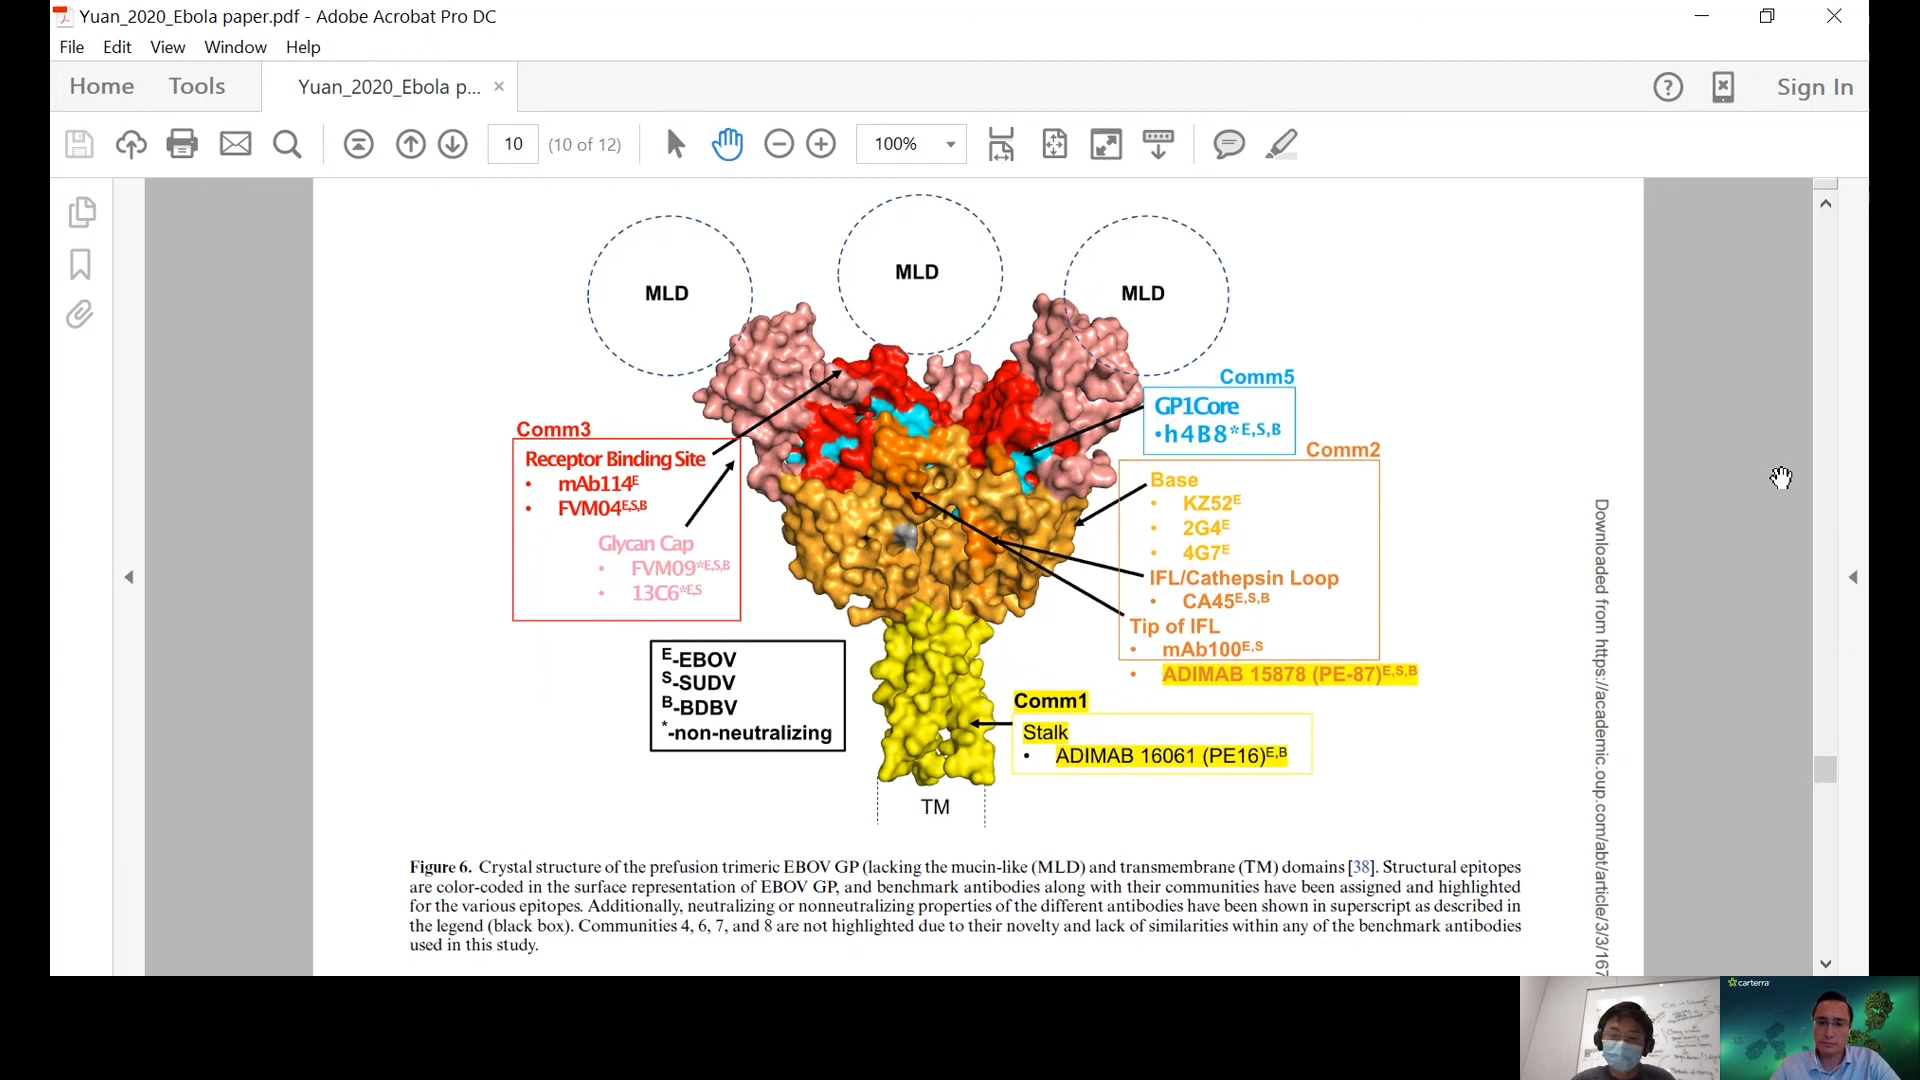 Yuan_2020_Ebola paper.pdf - Adobe Acrobat Pro DC
File Edit View Window Help
Home Tools Yuan_2020_Ebola p... × Sign In
10 (10 of 12) 100%
MLD
MLD
MLD
Comm3
Receptor Binding Site
• mAb114E
• FVM04E,S,B
Glycan Cap
• FVM09*E,S,B
• 13C6*E,S
Comm5
GP1Core
•h4B8*E,S,B
Comm2
Base
• KZ52E
• 2G4E
• 4G7E
IFL/Cathepsin Loop
• CA45E,S,B
Tip of IFL
• mAb100E,S
• ADIMAB 15878 (PE-87)E,S,B
E-EBOV
S-SUDV
B-BDBV
*-non-neutralizing
Comm1
Stalk
• ADIMAB 16061 (PE16)E,B
TM
Downloaded from https://academic.oup.com/abt/article/3/3/167
Figure 6. Crystal structure of the prefusion trimeric EBOV GP (lacking the mucin-like (MLD) and transmembrane (TM) domains [38]. Structural epitopes
are color-coded in the surface representation of EBOV GP, and benchmark antibodies along with their communities have been assigned and highlighted
for the various epitopes. Additionally, neutralizing or nonneutralizing properties of the different antibodies have been shown in superscript as described in
the legend (black box). Communities 4, 6, 7, and 8 are not highlighted due to their novelty and lack of similarities within any of the benchmark antibodies
used in this study.
carterra